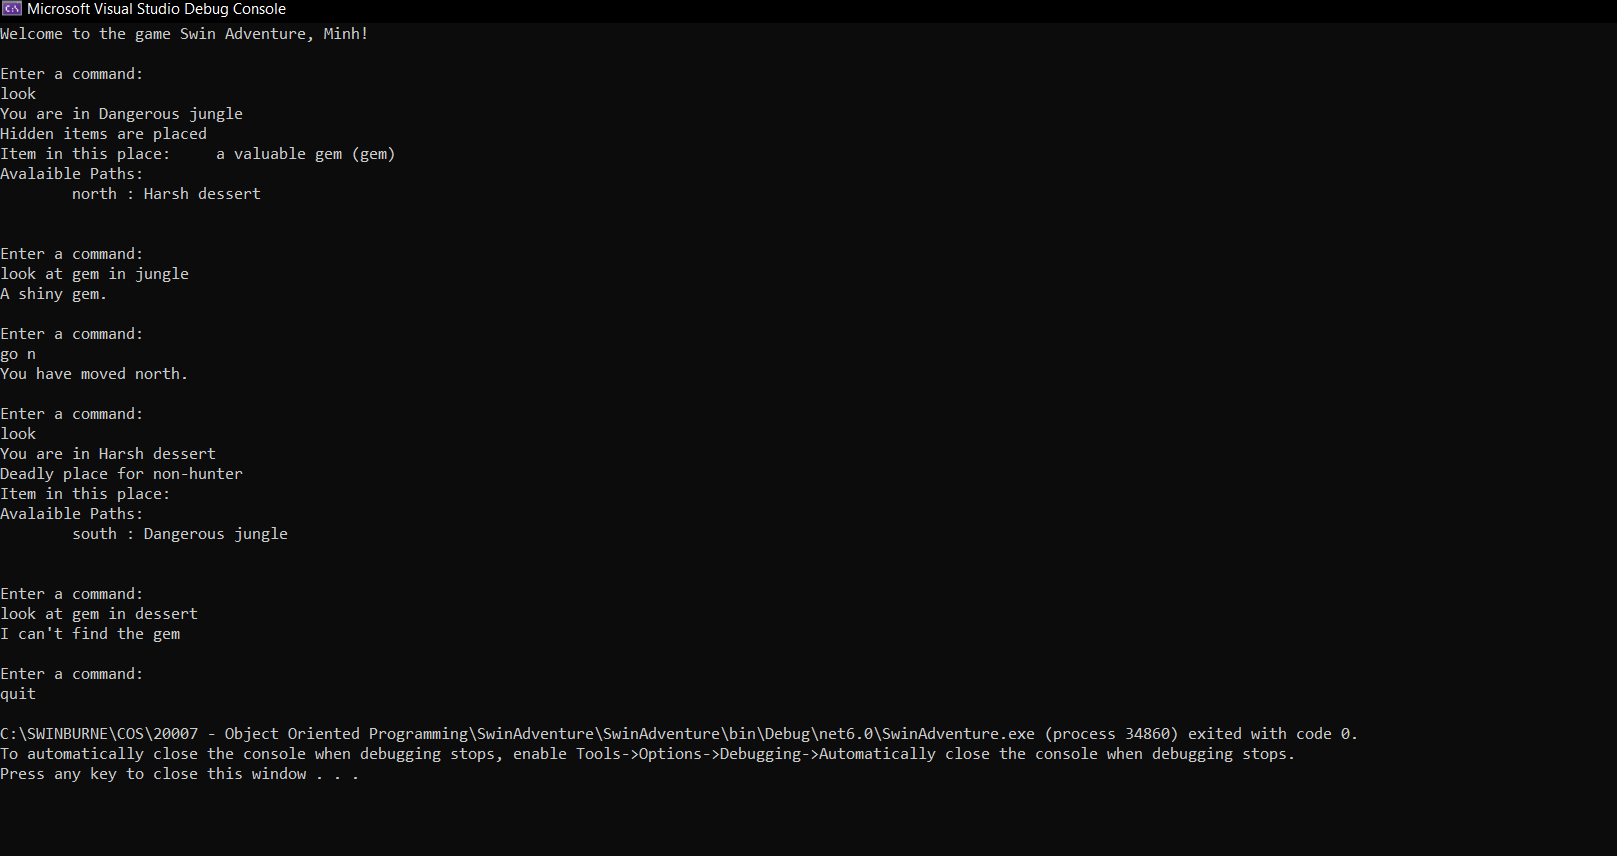 Microsoft Visual Studio Debug Console
Welcome to the game Swin Adventure, Minh!
Enter a command:
look
You are in Dangerous jungle
Hidden items are placed
Item in this place:     a valuable gem (gem)
Avalaible Paths:
        north : Harsh dessert
Enter a command:
look at gem in jungle
A shiny gem.
Enter a command:
go n
You have moved north.
Enter a command:
look
You are in Harsh dessert
Deadly place for non-hunter
Item in this place:
Avalaible Paths:
        south : Dangerous jungle
Enter a command:
look at gem in dessert
I can't find the gem
Enter a command:
quit
C:\SWINBURNE\COS\20007 - Object Oriented Programming\SwinAdventure\SwinAdventure\bin\Debug\net6.0\SwinAdventure.exe (process 34860) exited with code 0.
To automatically close the console when debugging stops, enable Tools->Options->Debugging->Automatically close the console when debugging stops.
Press any key to close this window . . .